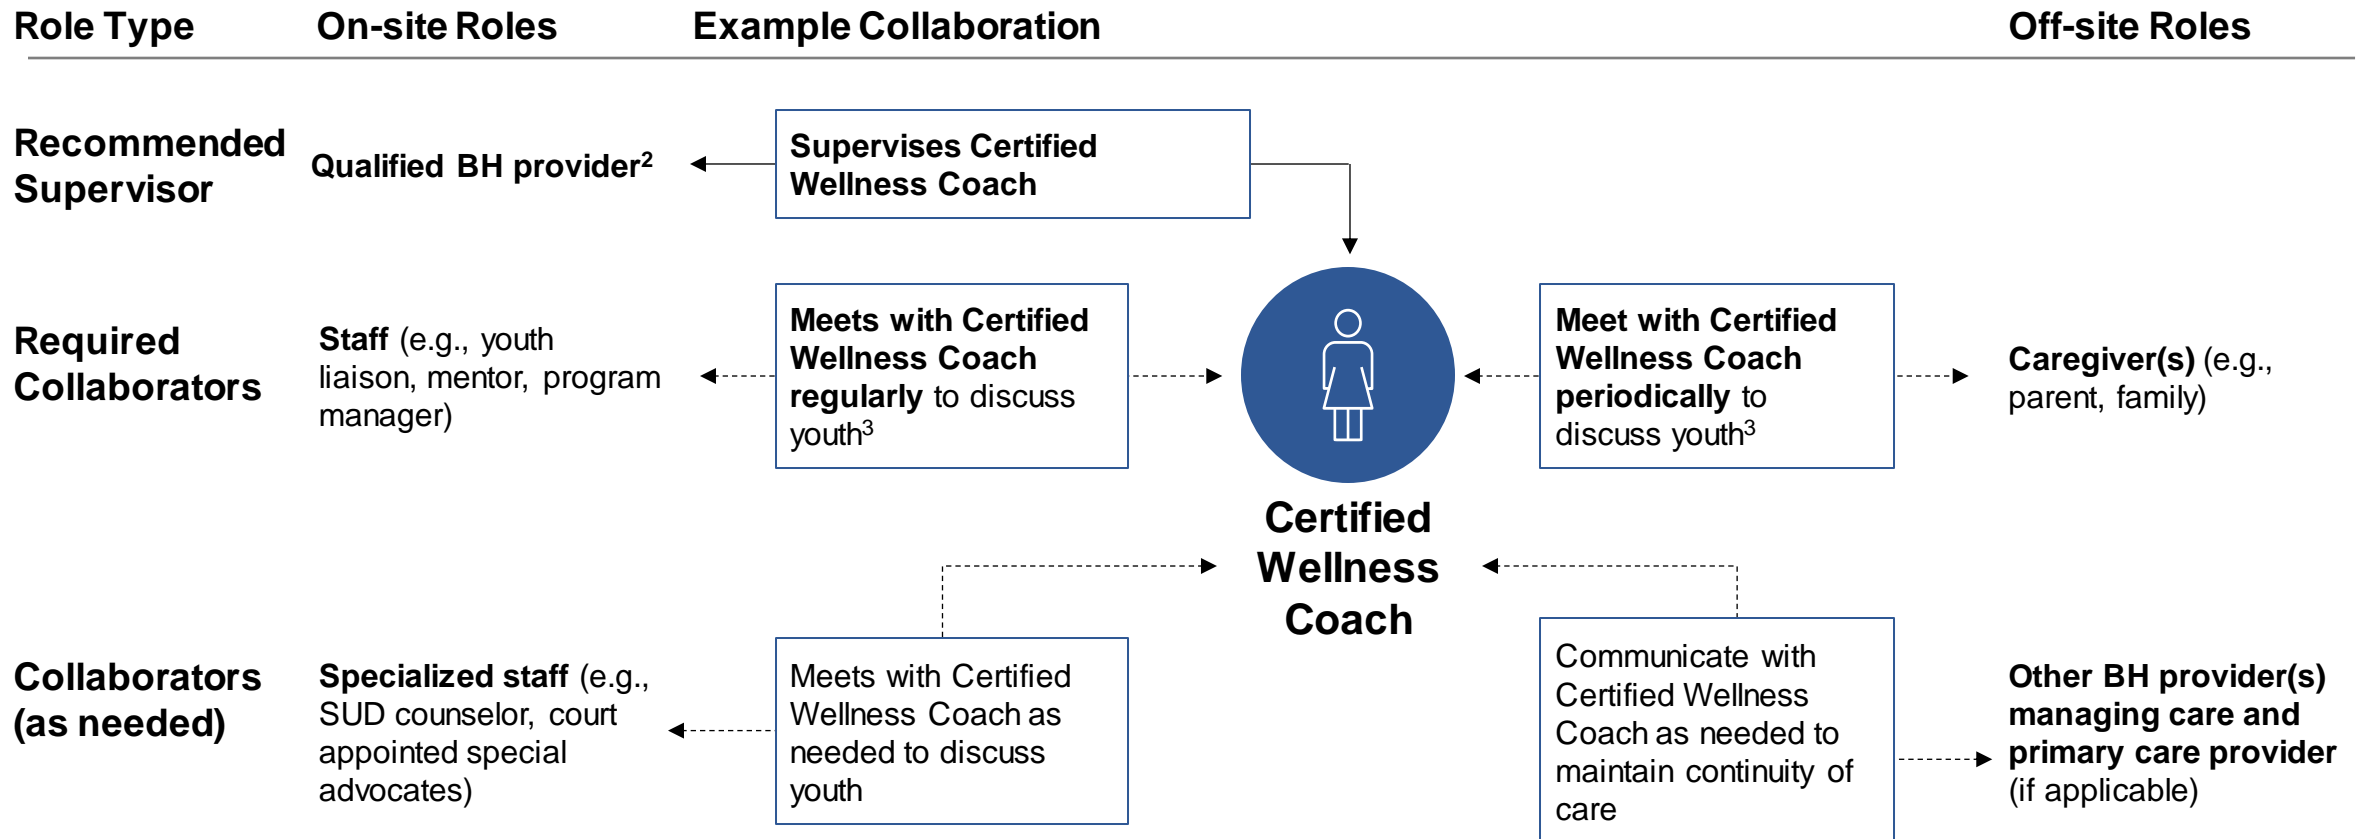 Role Type On-site Roles Example Collaboration Off-site Roles
Recommended
Supervisor
Qualified BH provider²
Supervises Certified
Wellness Coach
Required
Collaborators
Staff (e.g., youth
liaison, mentor, program
manager)
Meets with Certified
Wellness Coach
regularly to discuss
youth³
Meet with Certified
Wellness Coach
periodically to
discuss youth³
Caregiver(s) (e.g.,
parent, family)
Certified
Wellness
Coach
Collaborators
(as needed)
Specialized staff (e.g.,
SUD counselor, court
appointed special
advocates)
Meets with Certified
Wellness Coach as
needed to discuss
youth
Communicate with
Certified Wellness
Coach as needed to
maintain continuity of
care
Other BH provider(s)
managing care and
primary care provider
(if applicable)